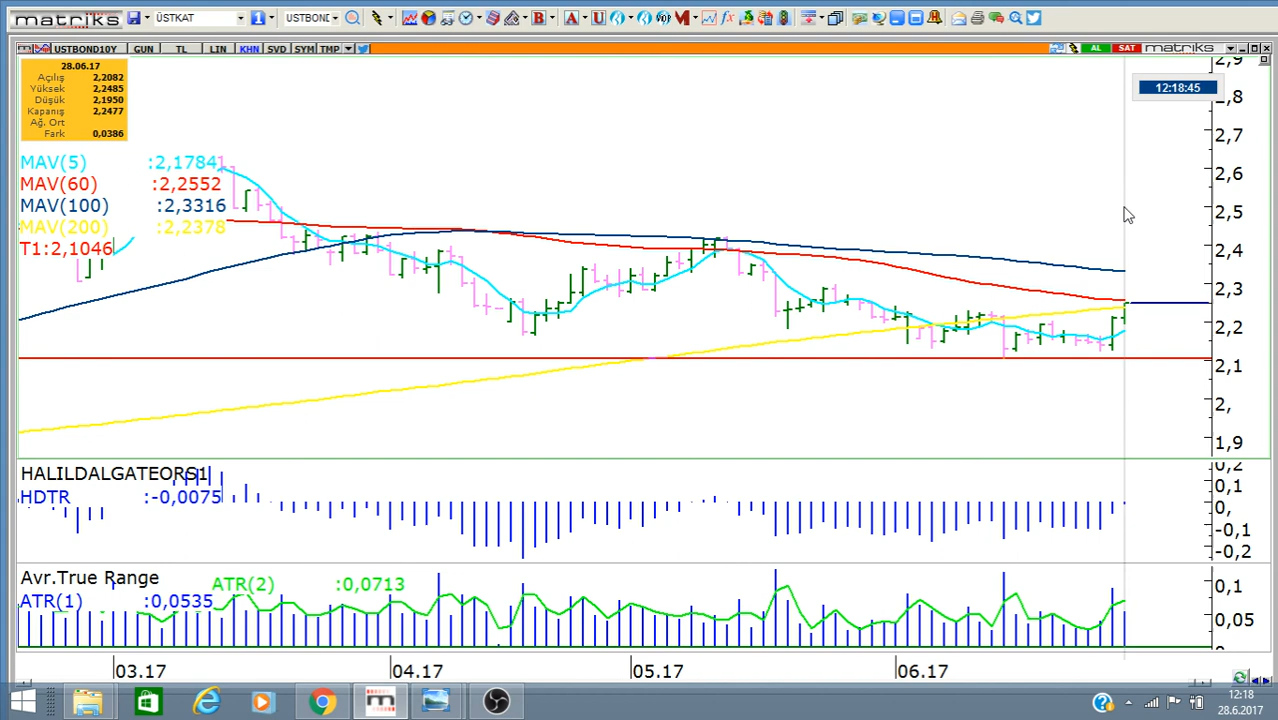 matriks ÜSTKAT USTBOND
USTBOND10Y GUN TL LIN KHN SVD SYM TMP AL SAT matriks
28.06.17
Açılış 2,2082
Yüksek 2,2485
Düşük 2,1950
Kapanış 2,2477
Ağ. Ort
Fark 0,0386
12:18:45
MAV(5) :2,1784
MAV(60) :2,2552
MAV(100) :2,3316
MAV(200) :2,2378
T1:2,1046
2,9
2,8
2,7
2,6
2,5
2,4
2,3
2,2
2,1
2,
1,9
HALILDALGATEORS1
HDTR :-0,0075
0,2
0,1
0,
-0,1
-0,2
Avr.True Range ATR(2) :0,0713
ATR(1) :0,0535
0,1
0,05
03.17 04.17 05.17 06.17
12:18
28.6.2017